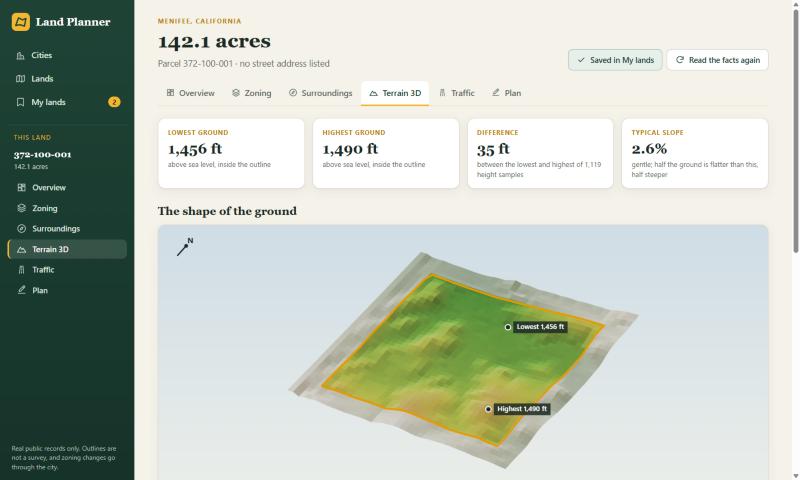 Land Planner
Cities
Lands
My lands 2
THIS LAND
372-100-001
142.1 acres
Overview
Zoning
Surroundings
Terrain 3D
Traffic
Plan
Real public records only. Outlines are
not a survey, and zoning changes go
through the city.
MENIFEE, CALIFORNIA
142.1 acres
Parcel 372-100-001 · no street address listed
Saved in My lands
Read the facts again
Overview Zoning Surroundings Terrain 3D Traffic Plan
LOWEST GROUND
1,456 ft
above sea level, inside the outline
HIGHEST GROUND
1,490 ft
above sea level, inside the outline
DIFFERENCE
35 ft
between the lowest and highest of 1,119
height samples
TYPICAL SLOPE
2.6%
gentle; half the ground is flatter than this,
half steeper
The shape of the ground
N
Lowest 1,456 ft
Highest 1,490 ft